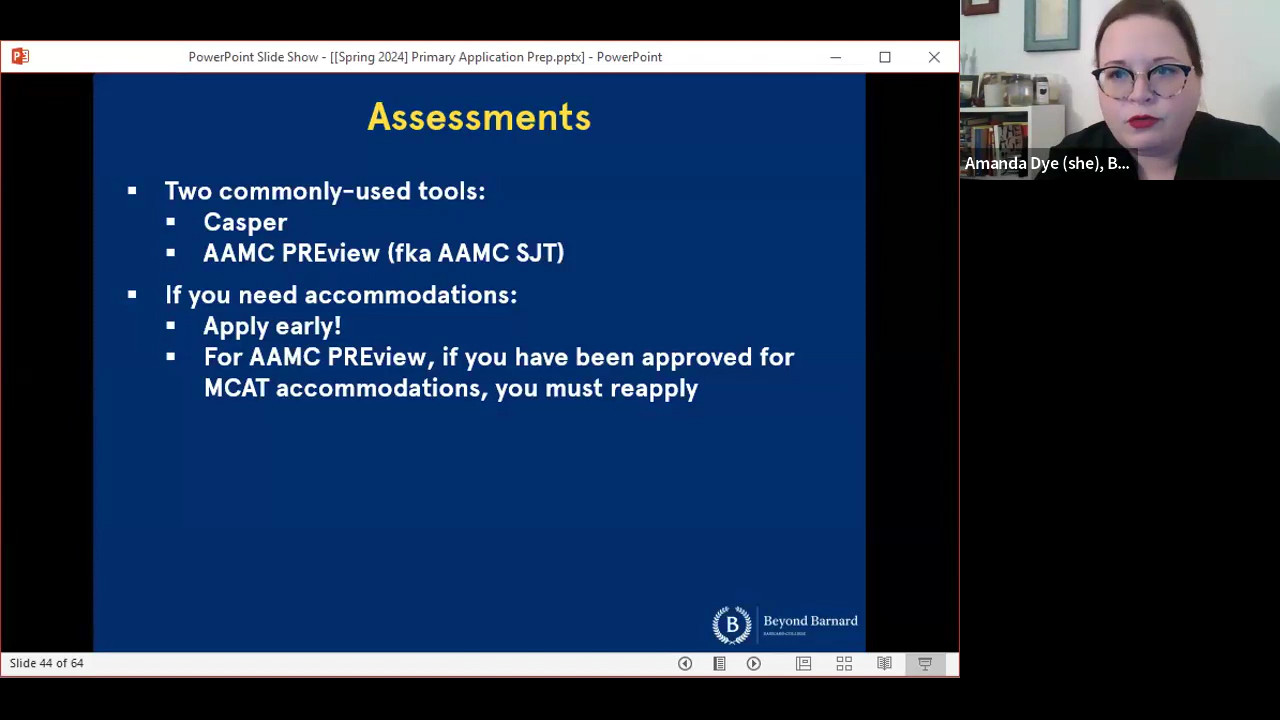 PowerPoint Slide Show - [[Spring 2024] Primary Application Prep.pptx] - PowerPoint
Assessments
Two commonly-used tools:
Casper
AAMC PREview (fka AAMC SJT)
If you need accommodations:
Apply early!
For AAMC PREview, if you have been approved for
MCAT accommodations, you must reapply
B
Beyond Barnard
BARNARD COLLEGE
Slide 44 of 64
Amanda Dye (she), B...